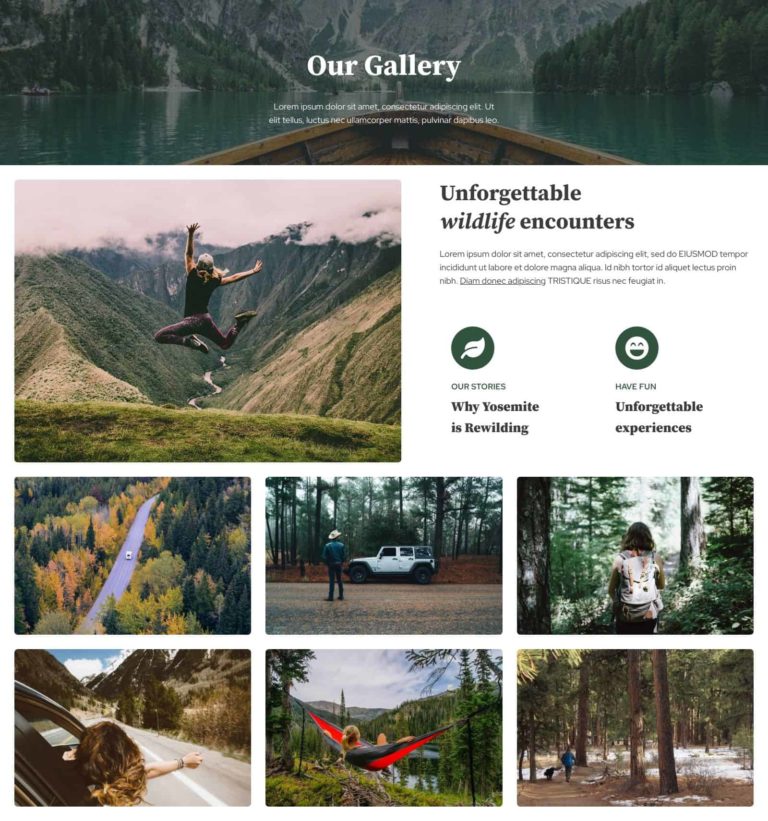 Our Gallery
Lorem ipsum dolor sit amet, consectetur adipiscing elit. Ut
elit tellus, luctus nec ullamcorper mattis, pulvinar dapibus leo.
Unforgettable
wildlife encounters
Lorem ipsum dolor sit amet, consectetur adipiscing elit, sed do EIUSMOD tempor
incididunt ut labore et dolore magna aliqua. Id nibh tortor id aliquet lectus proin
nibh. Diam donec adipiscing TRISTIQUE risus nec feugiat in.
OUR STORIES
Why Yosemite
is Rewilding
HAVE FUN
Unforgettable
experiences